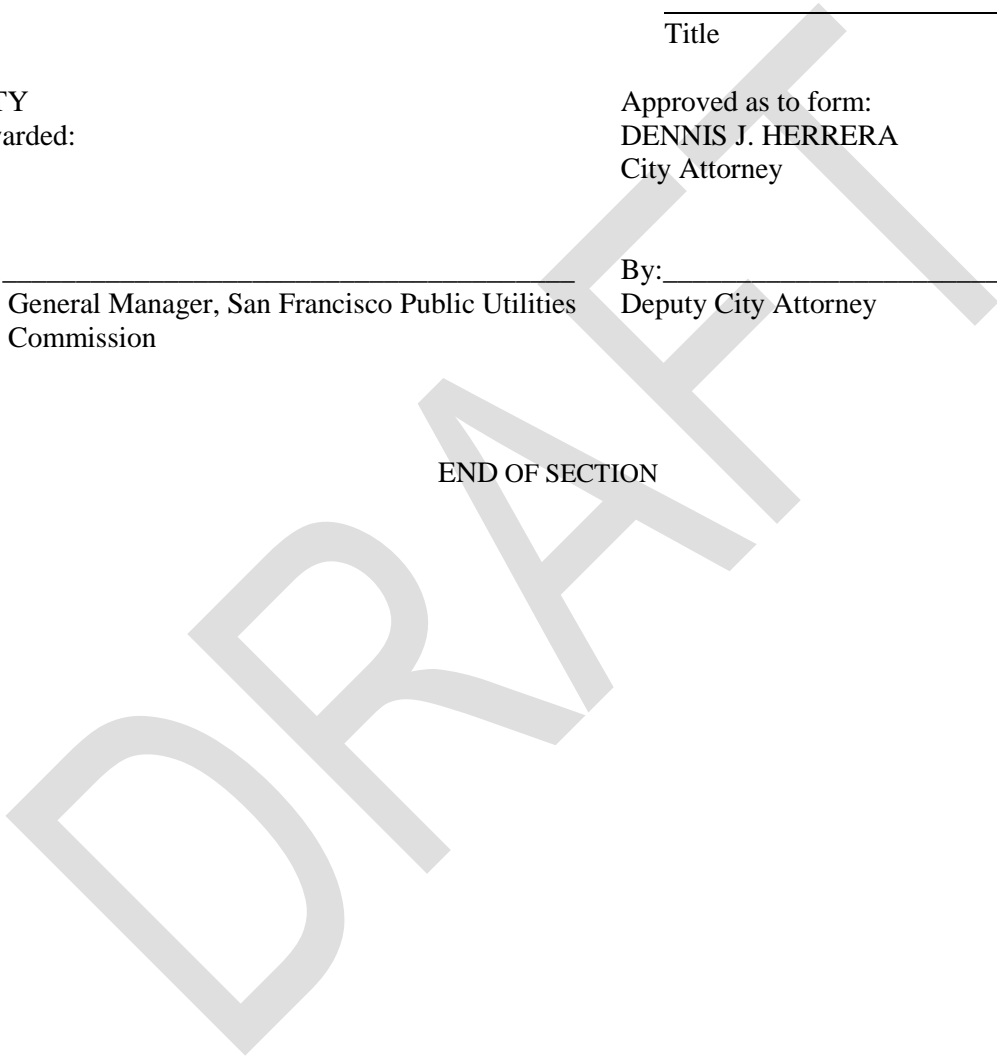 Title
TY
warded:
Approved as to form:
DENNIS J. HERRERA
City Attorney
General Manager, San Francisco Public Utilities
Commission
By:
Deputy City Attorney
END OF SECTION
DRAFT